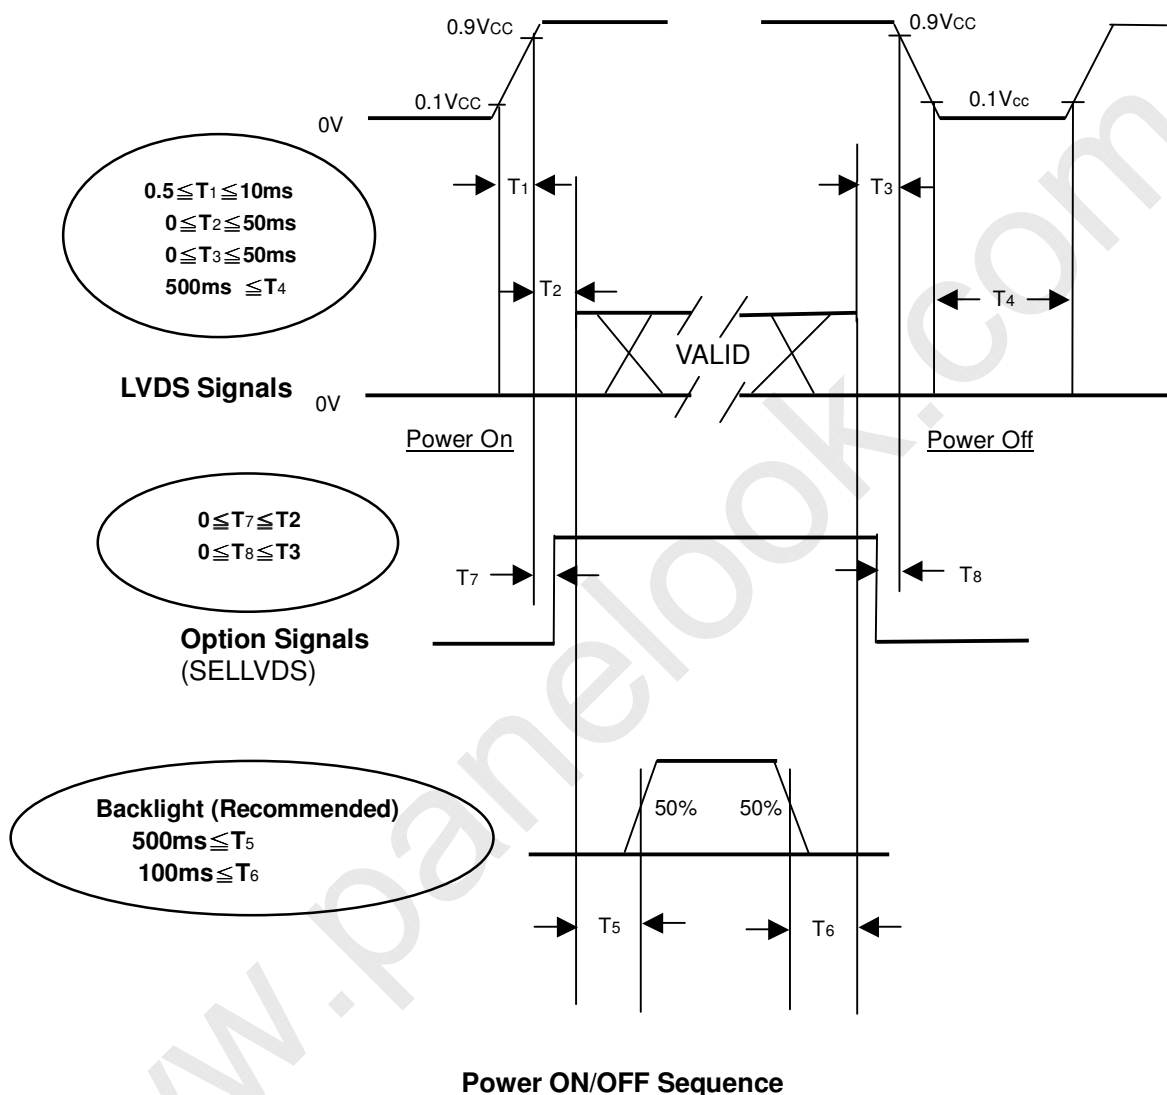 0.9VCC
0.9VCC
0.1VCC
0.1Vcc
0V
T1
T3
0.5≦T1≦10ms
0≦T2≦50ms
0≦T3≦50ms
500ms ≦T4
T2
T4
VALID
LVDS Signals
0V
Power On
Power Off
0≦T7≦T2
0≦T8≦T3
T7
T8
Option Signals
(SELLVDS)
Backlight (Recommended)
500ms≦T5
100ms≦T6
50%
50%
T5
T6
Power ON/OFF Sequence
w.panelook.com